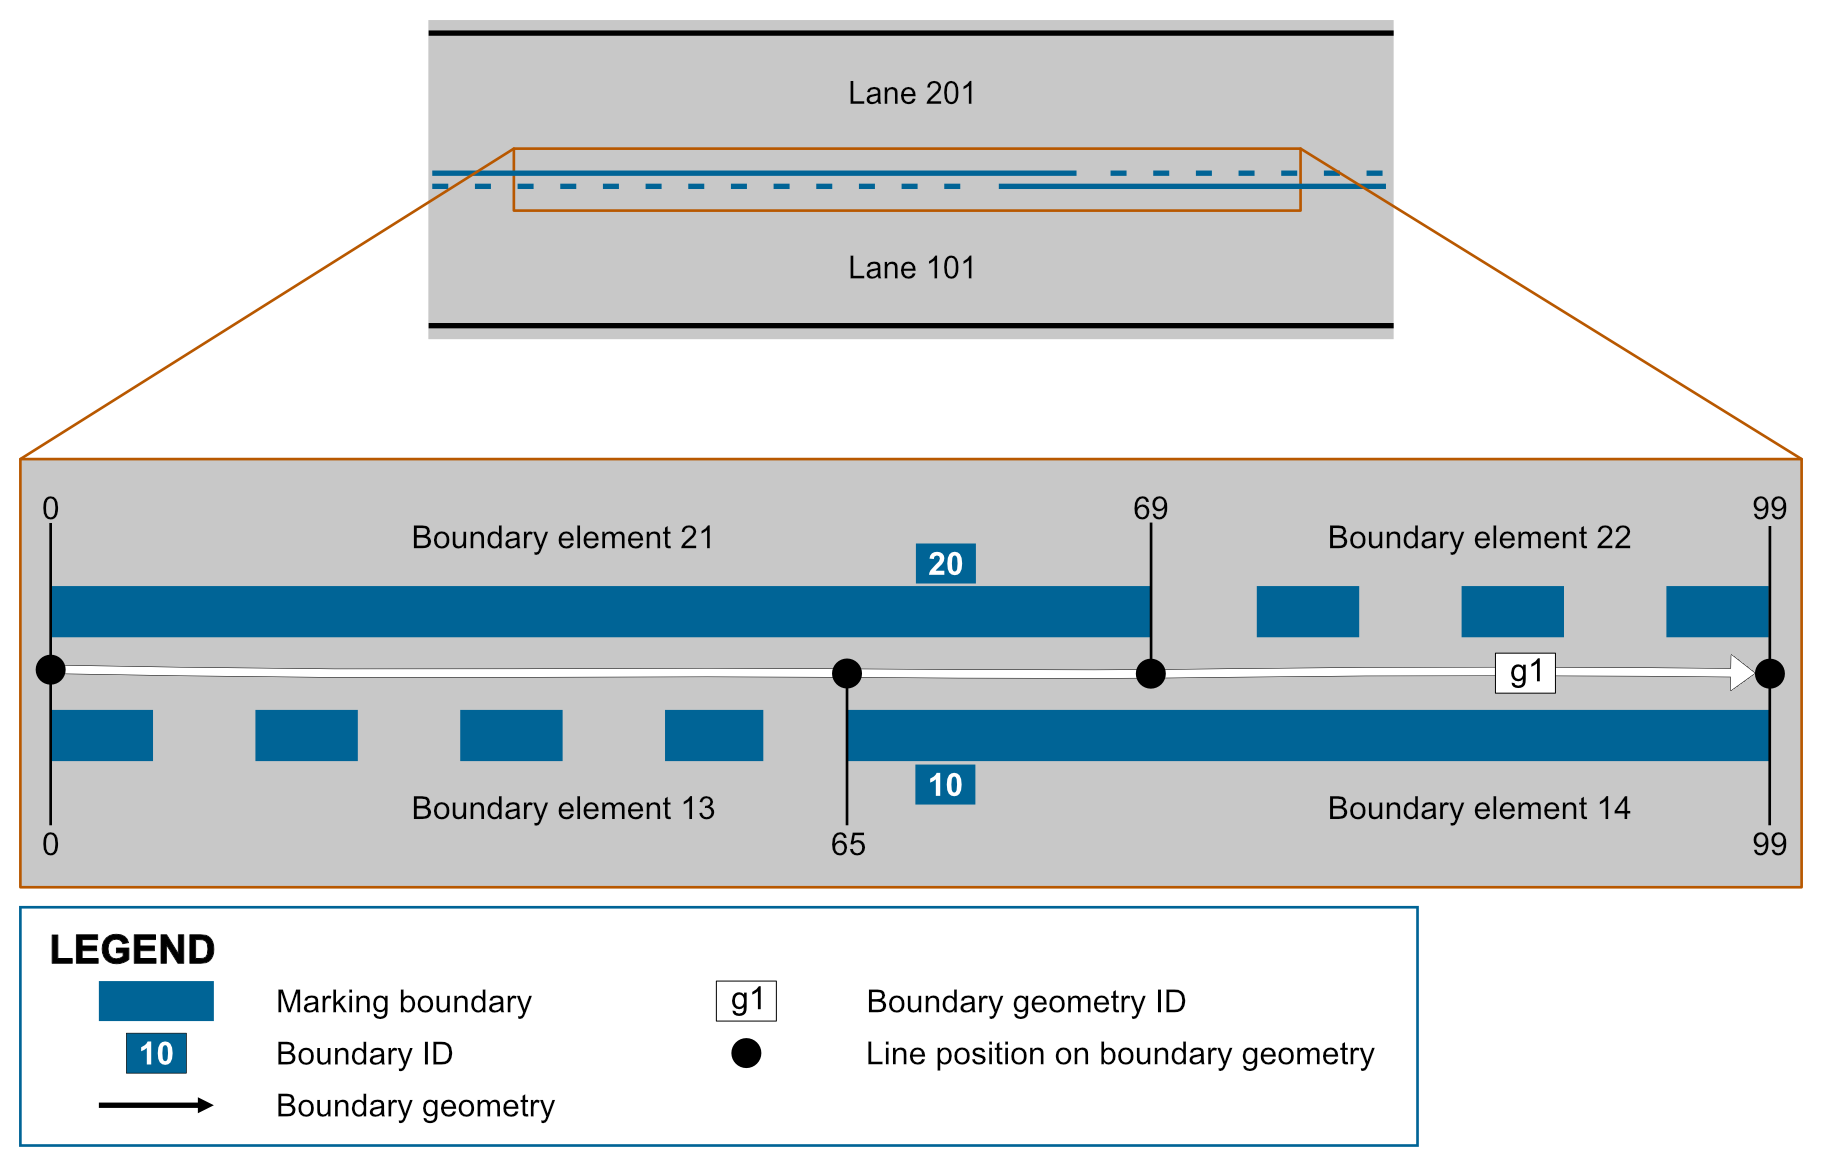 Lane 201
Lane 101
0
69
99
Boundary element 21
Boundary element 22
20
g1
10
Boundary element 13
Boundary element 14
0
65
99
LEGEND
Marking boundary
g1
Boundary geometry ID
10
Boundary ID
Line position on boundary geometry
Boundary geometry